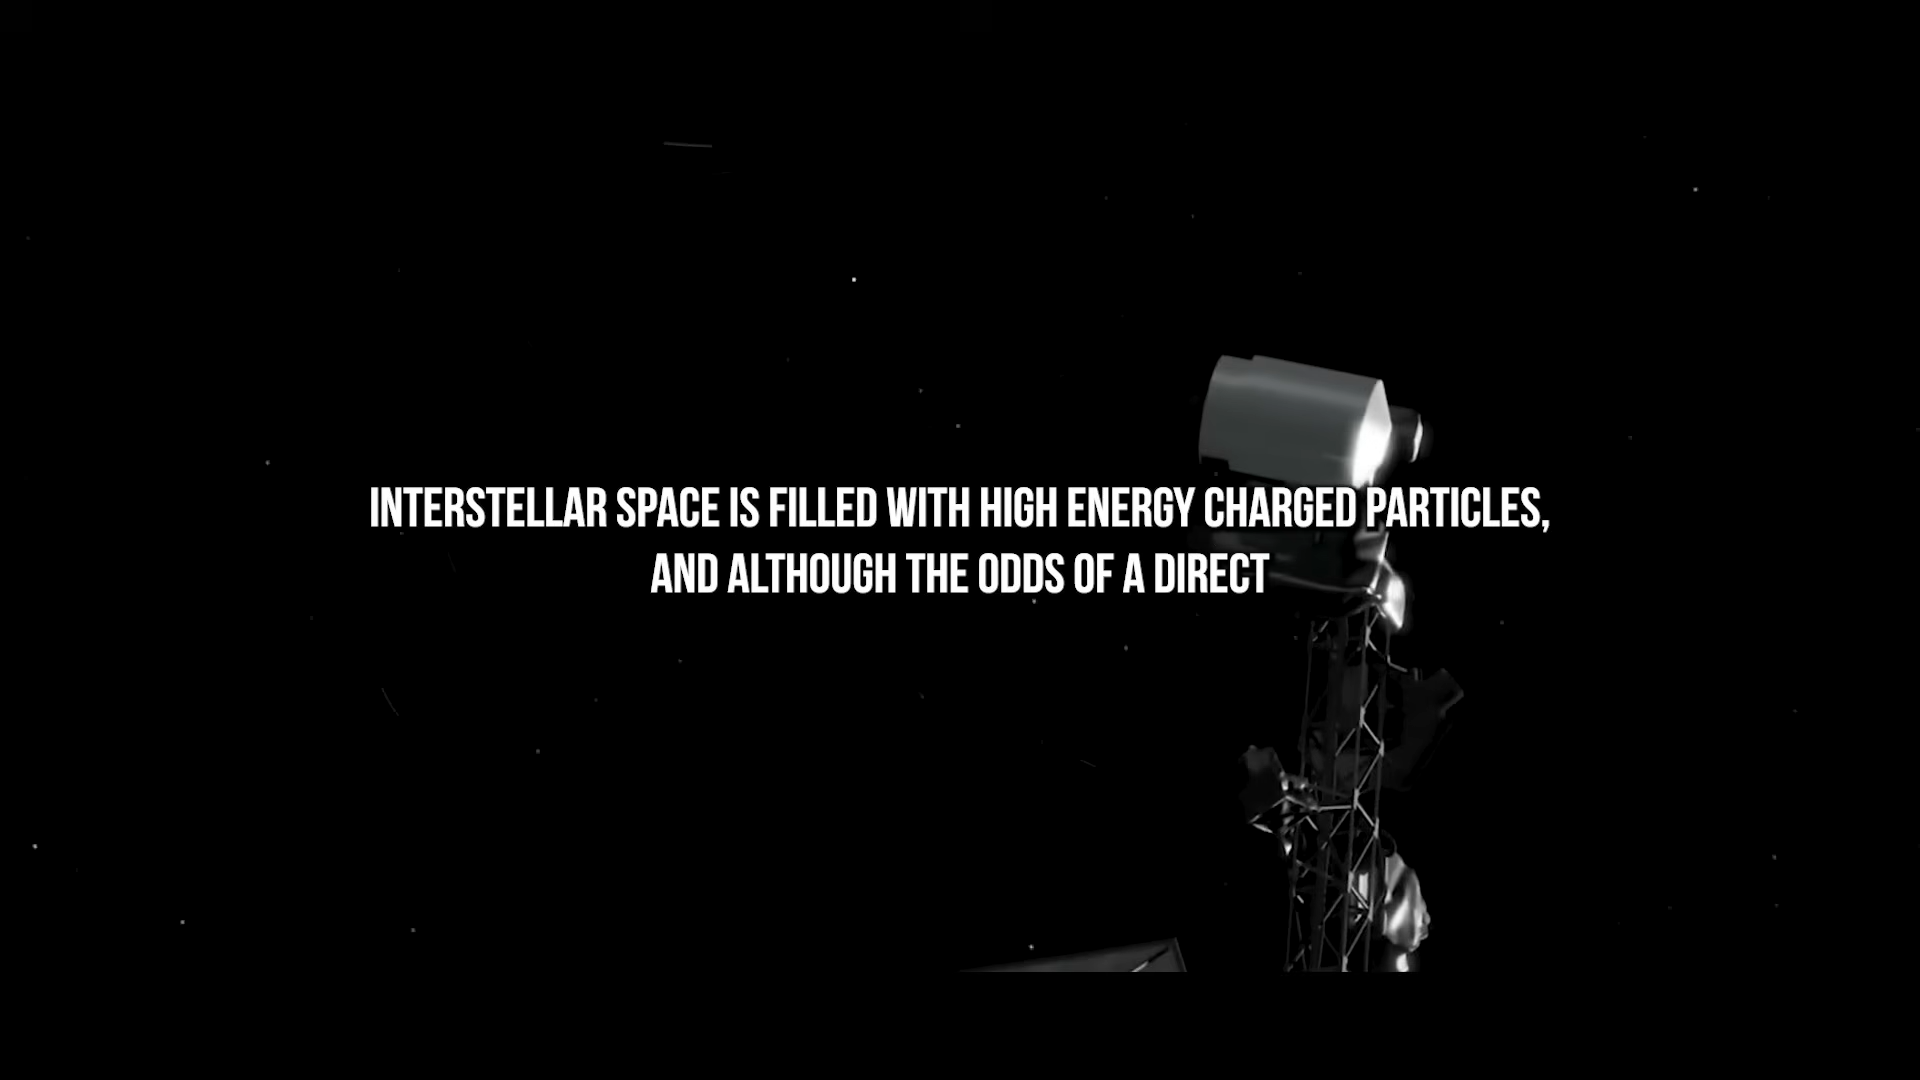 INTERSTELLAR SPACE IS FILLED WITH HIGH ENERGY CHARGED PARTICLES,
AND ALTHOUGH THE ODDS OF A DIRECT